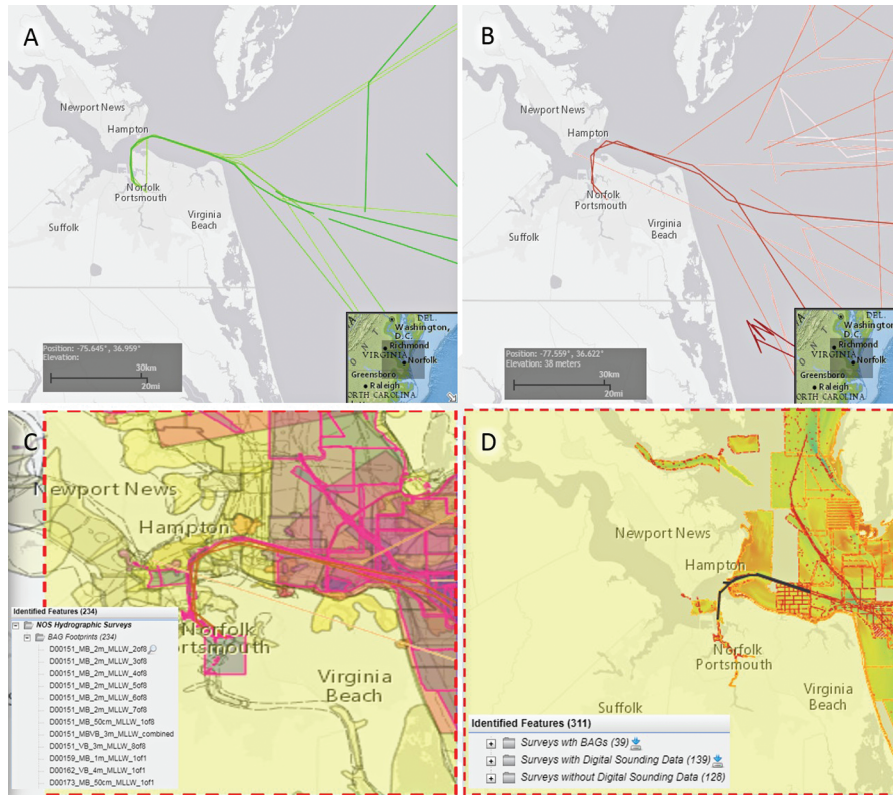 A
Newport News
Hampton
Norfolk
Portsmouth
Suffolk
Virginia
Beach
Position: -75.645°, 36.959°
Elevation:
30km
20mi
DEL.
Washington,
D.C.
Richmond
VIRGINIA
Norfolk
Greensboro
Raleigh
ORTH CAROLINA
B
Newport News
Hampton
Norfolk
Portsmouth
Suffolk
Virginia
Beach
Position: -77.559°, 36.622°
Elevation: 38 meters
30km
20mi
DEL.
Washington,
D.C.
Richmond
VIRGINIA
Norfolk
Greensboro
Raleigh
ORTH CAROLINA
C
Newport News
Hampton
Norfolk
Portsmouth
Virginia
Beach
Identified Features (234)
NOS Hydrographic Surveys
BAG Footprints (234)
D00151_MB_2m_MLLW_2of8
D00151_MB_2m_MLLW_3of8
D00151_MB_2m_MLLW_4of8
D00151_MB_2m_MLLW_5of8
D00151_MB_2m_MLLW_6of8
D00151_MB_2m_MLLW_7of8
D00151_MB_50cm_MLLW_1of8
D00151_MBVB_3m_MLLW_combined
D00151_VB_3m_MLLW_8of8
D00159_MB_1m_MLLW_1of1
D00162_VB_4m_MLLW_1of1
D00173_MB_50cm_MLLW_1of1
D
Newport News
Hampton
Norfolk
Portsmouth
Suffolk
Virginia
Beach
Identified Features (311)
Surveys wth BAGs (39)
Surveys with Digital Sounding Data (139)
Surveys without Digital Sounding Data (128)